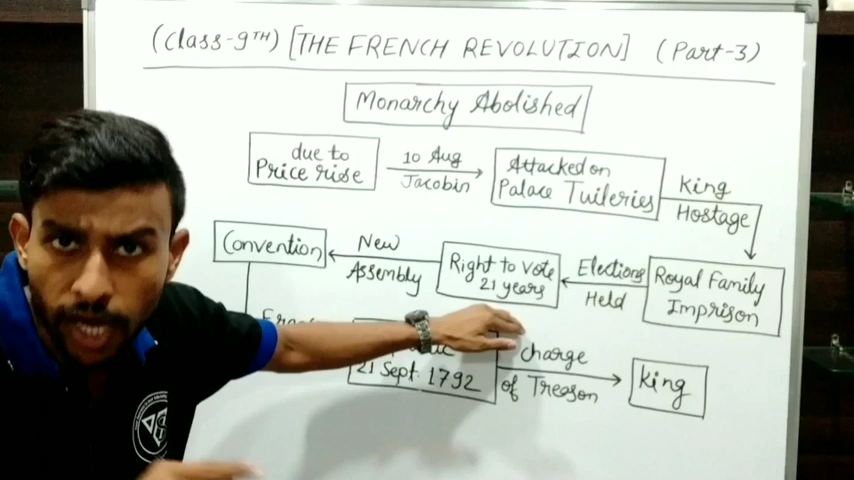 (Class-9TH) [THE FRENCH REVOLUTION] (Part-3)
Monarchy Abolished
due to
Price rise
10 Aug
Jacobin
Attacked on
Palace Tuileries
King
Hostage
Royal Family
Imprison
Elections
Held
Right to Vote
21 years
New
Assembly
Convention
21 Sept. 1792
charge
of Treason
King